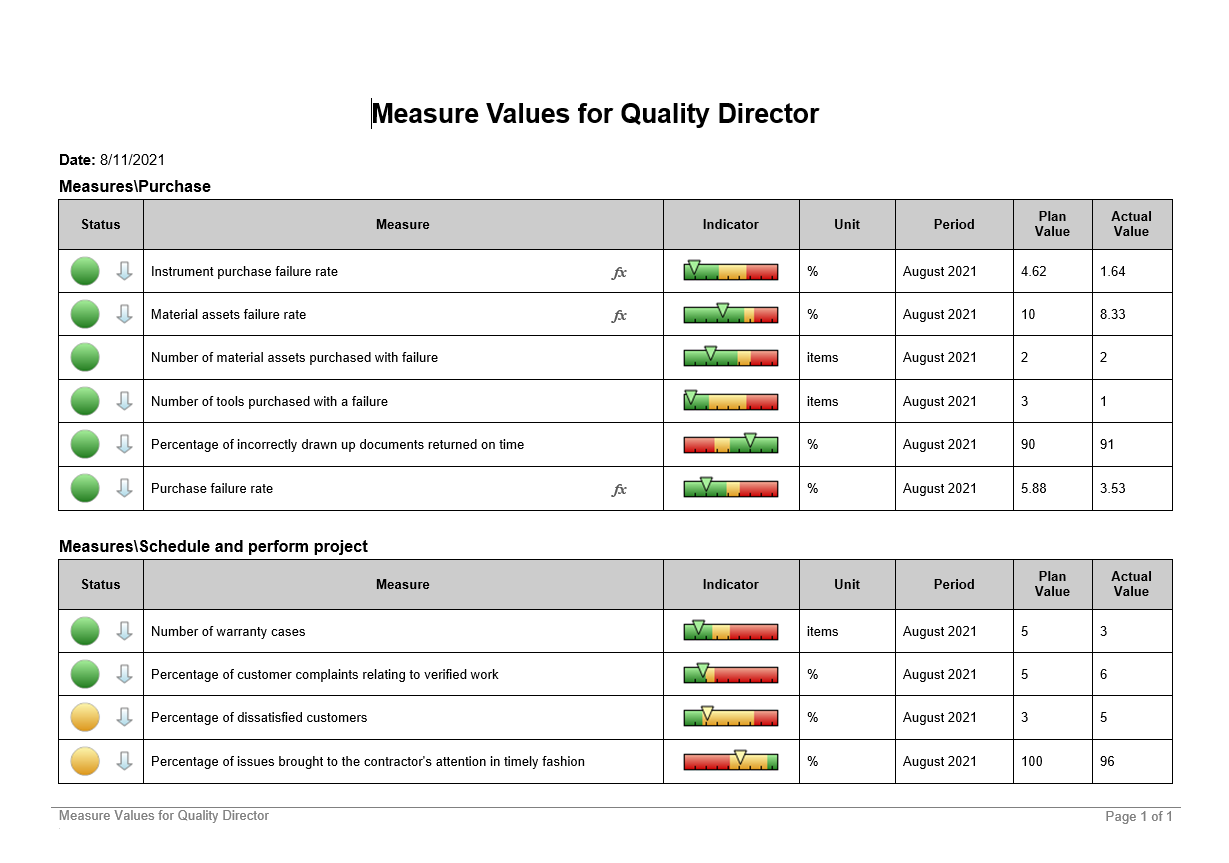 Measure Values for Quality Director
Date: 8/11/2021
Measures\Purchase
Status Measure Indicator Unit Period Plan Value Actual Value
Instrument purchase failure rate fx % August 2021 4.62 1.64
Material assets failure rate fx % August 2021 10 8.33
Number of material assets purchased with failure items August 2021 2 2
Number of tools purchased with a failure items August 2021 3 1
Percentage of incorrectly drawn up documents returned on time % August 2021 90 91
Purchase failure rate fx % August 2021 5.88 3.53
Measures\Schedule and perform project
Status Measure Indicator Unit Period Plan Value Actual Value
Number of warranty cases items August 2021 5 3
Percentage of customer complaints relating to verified work % August 2021 5 6
Percentage of dissatisfied customers % August 2021 3 5
Percentage of issues brought to the contractor's attention in timely fashion % August 2021 100 96
Measure Values for Quality Director Page 1 of 1